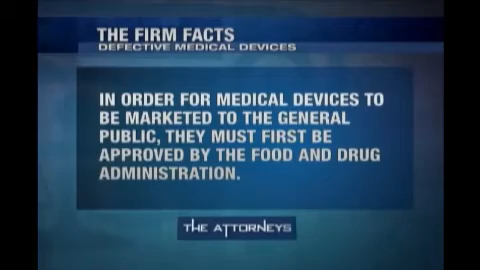 THE FIRM FACTS
DEFECTIVE MEDICAL DEVICES
IN ORDER FOR MEDICAL DEVICES TO
BE MARKETED TO THE GENERAL
PUBLIC, THEY MUST FIRST BE
APPROVED BY THE FOOD AND DRUG
ADMINISTRATION.
THE ATTORNEYS